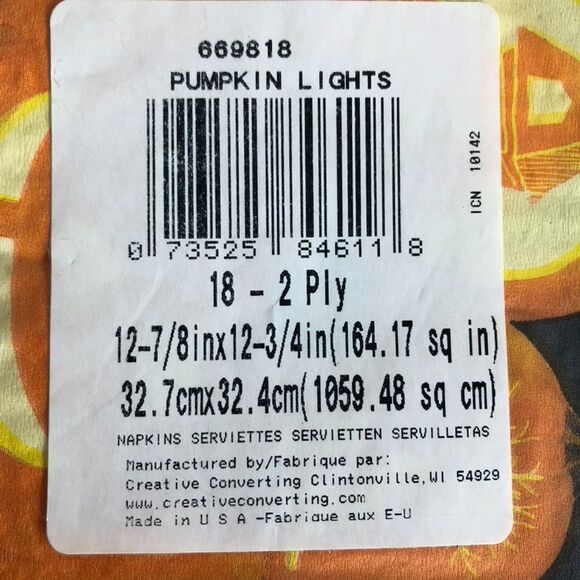 669818
PUMPKIN LIGHTS
0 73525 84611 8
ICN 10142
18 - 2 Ply
12-7/8inx12-3/4in(164.17 sq in)
32.7cmx32.4cm(1059.48 sq cm)
NAPKINS SERVIETTES SERVIETTEN SERVILLETAS
Manufactured by/Fabrique par:
Creative Converting Clintonville,WI 54929
www.creativeconverting.com
Made in U S A -Fabrique aux E-U